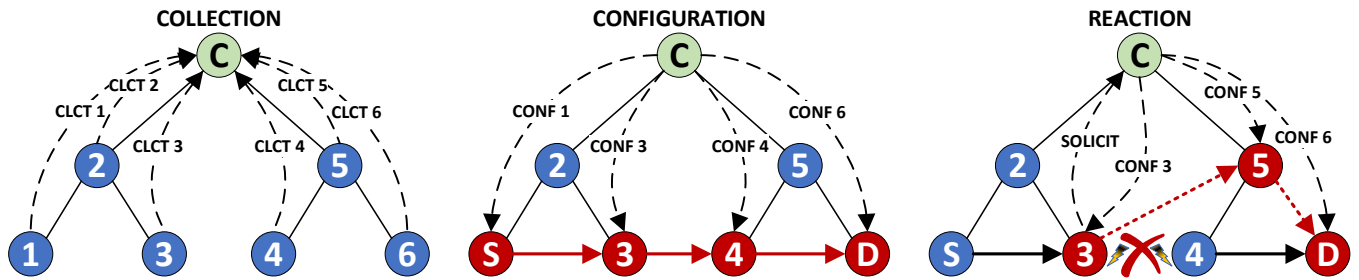 COLLECTION
C
CLCT 1
CLCT 2
CLCT 3
CLCT 4
CLCT 5
CLCT 6
2
5
1
3
4
6
CONFIGURATION
C
CONF 1
CONF 3
CONF 4
CONF 6
2
5
S
3
4
D
REACTION
C
SOLICIT
CONF 3
CONF 5
CONF 6
2
5
S
3
4
D